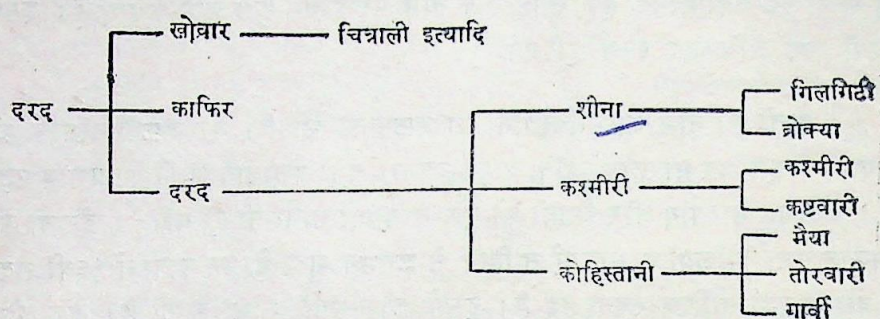 खोवार चित्राली इत्यादि
दरद काफिर
दरद
शीना
गिलगिटी
ब्रोक्या
कश्मीरी
कश्मीरी
कष्टवारी
कोहिस्तानी
मैया
तोरवारी
गार्वी